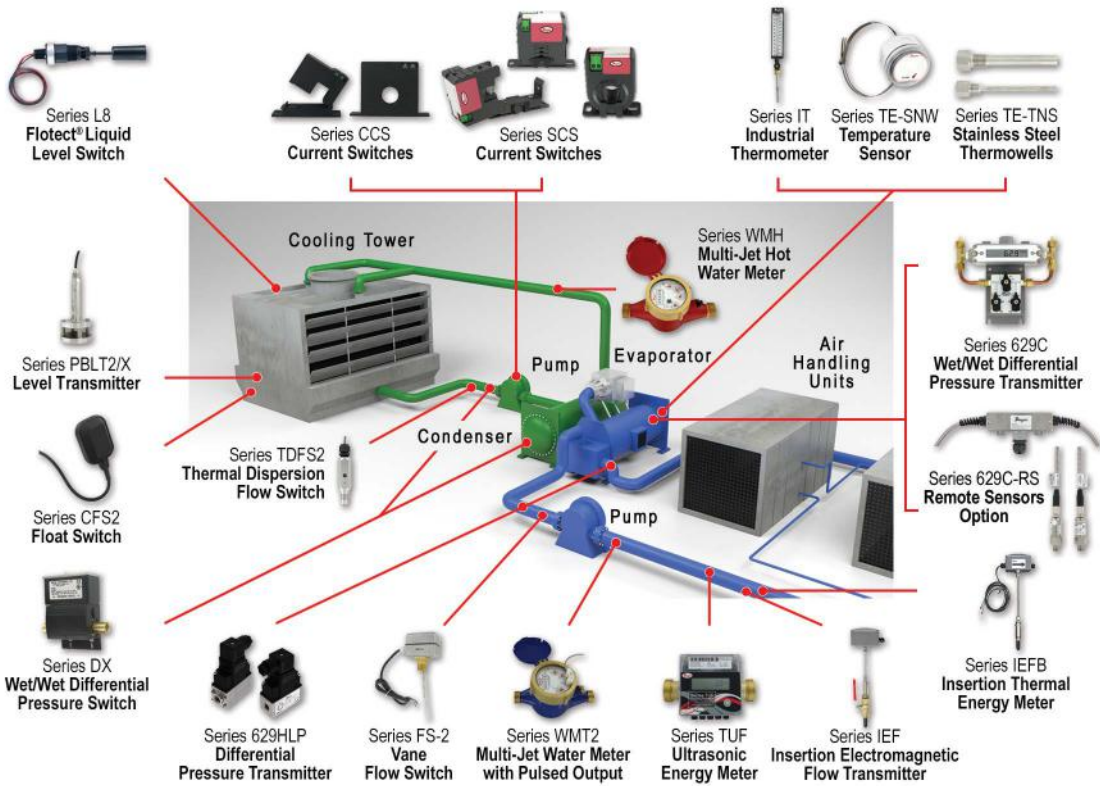 Series L8
Flotect® Liquid
Level Switch
Series CCS
Current Switches
Series SCS
Current Switches
Series IT
Industrial
Thermometer
Series TE-SNW
Temperature
Sensor
Series TE-TNS
Stainless Steel
Thermowells
Cooling Tower
Series WMH
Multi-Jet Hot
Water Meter
Series PBLT2/X
Level Transmitter
Pump
Evaporator
Air
Handling
Units
Series 629C
Wet/Wet Differential
Pressure Transmitter
Condenser
Series TDFS2
Thermal Dispersion
Flow Switch
Series CFS2
Float Switch
Series 629C-RS
Remote Sensors
Option
Pump
Series DX
Wet/Wet Differential
Pressure Switch
Series IEFB
Insertion Thermal
Energy Meter
Series 629HLP
Differential
Pressure Transmitter
Series FS-2
Vane
Flow Switch
Series WMT2
Multi-Jet Water Meter
with Pulsed Output
Series TUF
Ultrasonic
Energy Meter
Series IEF
Insertion Electromagnetic
Flow Transmitter